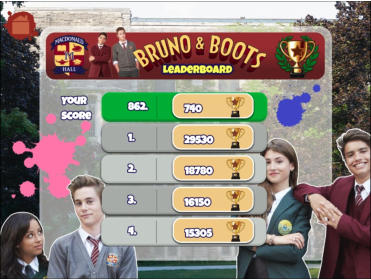 MACDONALD HALL
BRUNO & BOOTS
LEADERBOARD
YOUR SCORE
862. 740
1. 29530
2. 18780
3. 16150
4. 15305